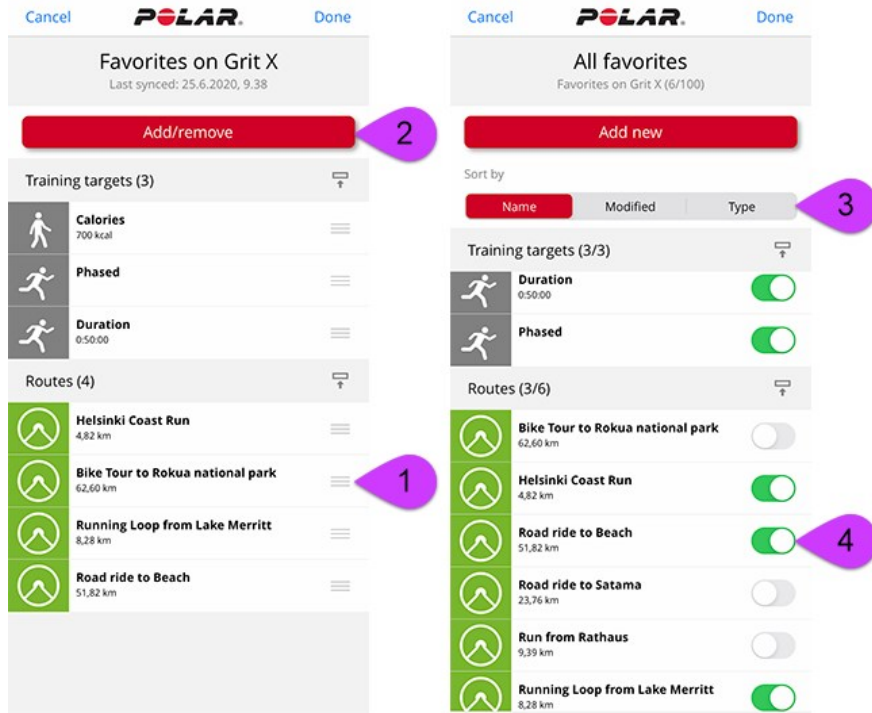 Cancel
POLAR.
Done
Favorites on Grit X
Last synced: 25.6.2020, 9.38
Add/remove
2
Training targets (3)
Calories
700 kcal
Phased
Duration
0:50:00
Routes (4)
Helsinki Coast Run
4,82 km
Bike Tour to Rokua national park
62,60 km
1
Running Loop from Lake Merritt
8,28 km
Road ride to Beach
51,82 km
Cancel
POLAR.
Done
All favorites
Favorites on Grit X (6/100)
Add new
Sort by
Name Modified Type
3
Training targets (3/3)
Duration
0:50:00
Phased
Routes (3/6)
Bike Tour to Rokua national park
62,60 km
Helsinki Coast Run
4,82 km
Road ride to Beach
51,82 km
4
Road ride to Satama
23,76 km
Run from Rathaus
9,39 km
Running Loop from Lake Merritt
8,28 km